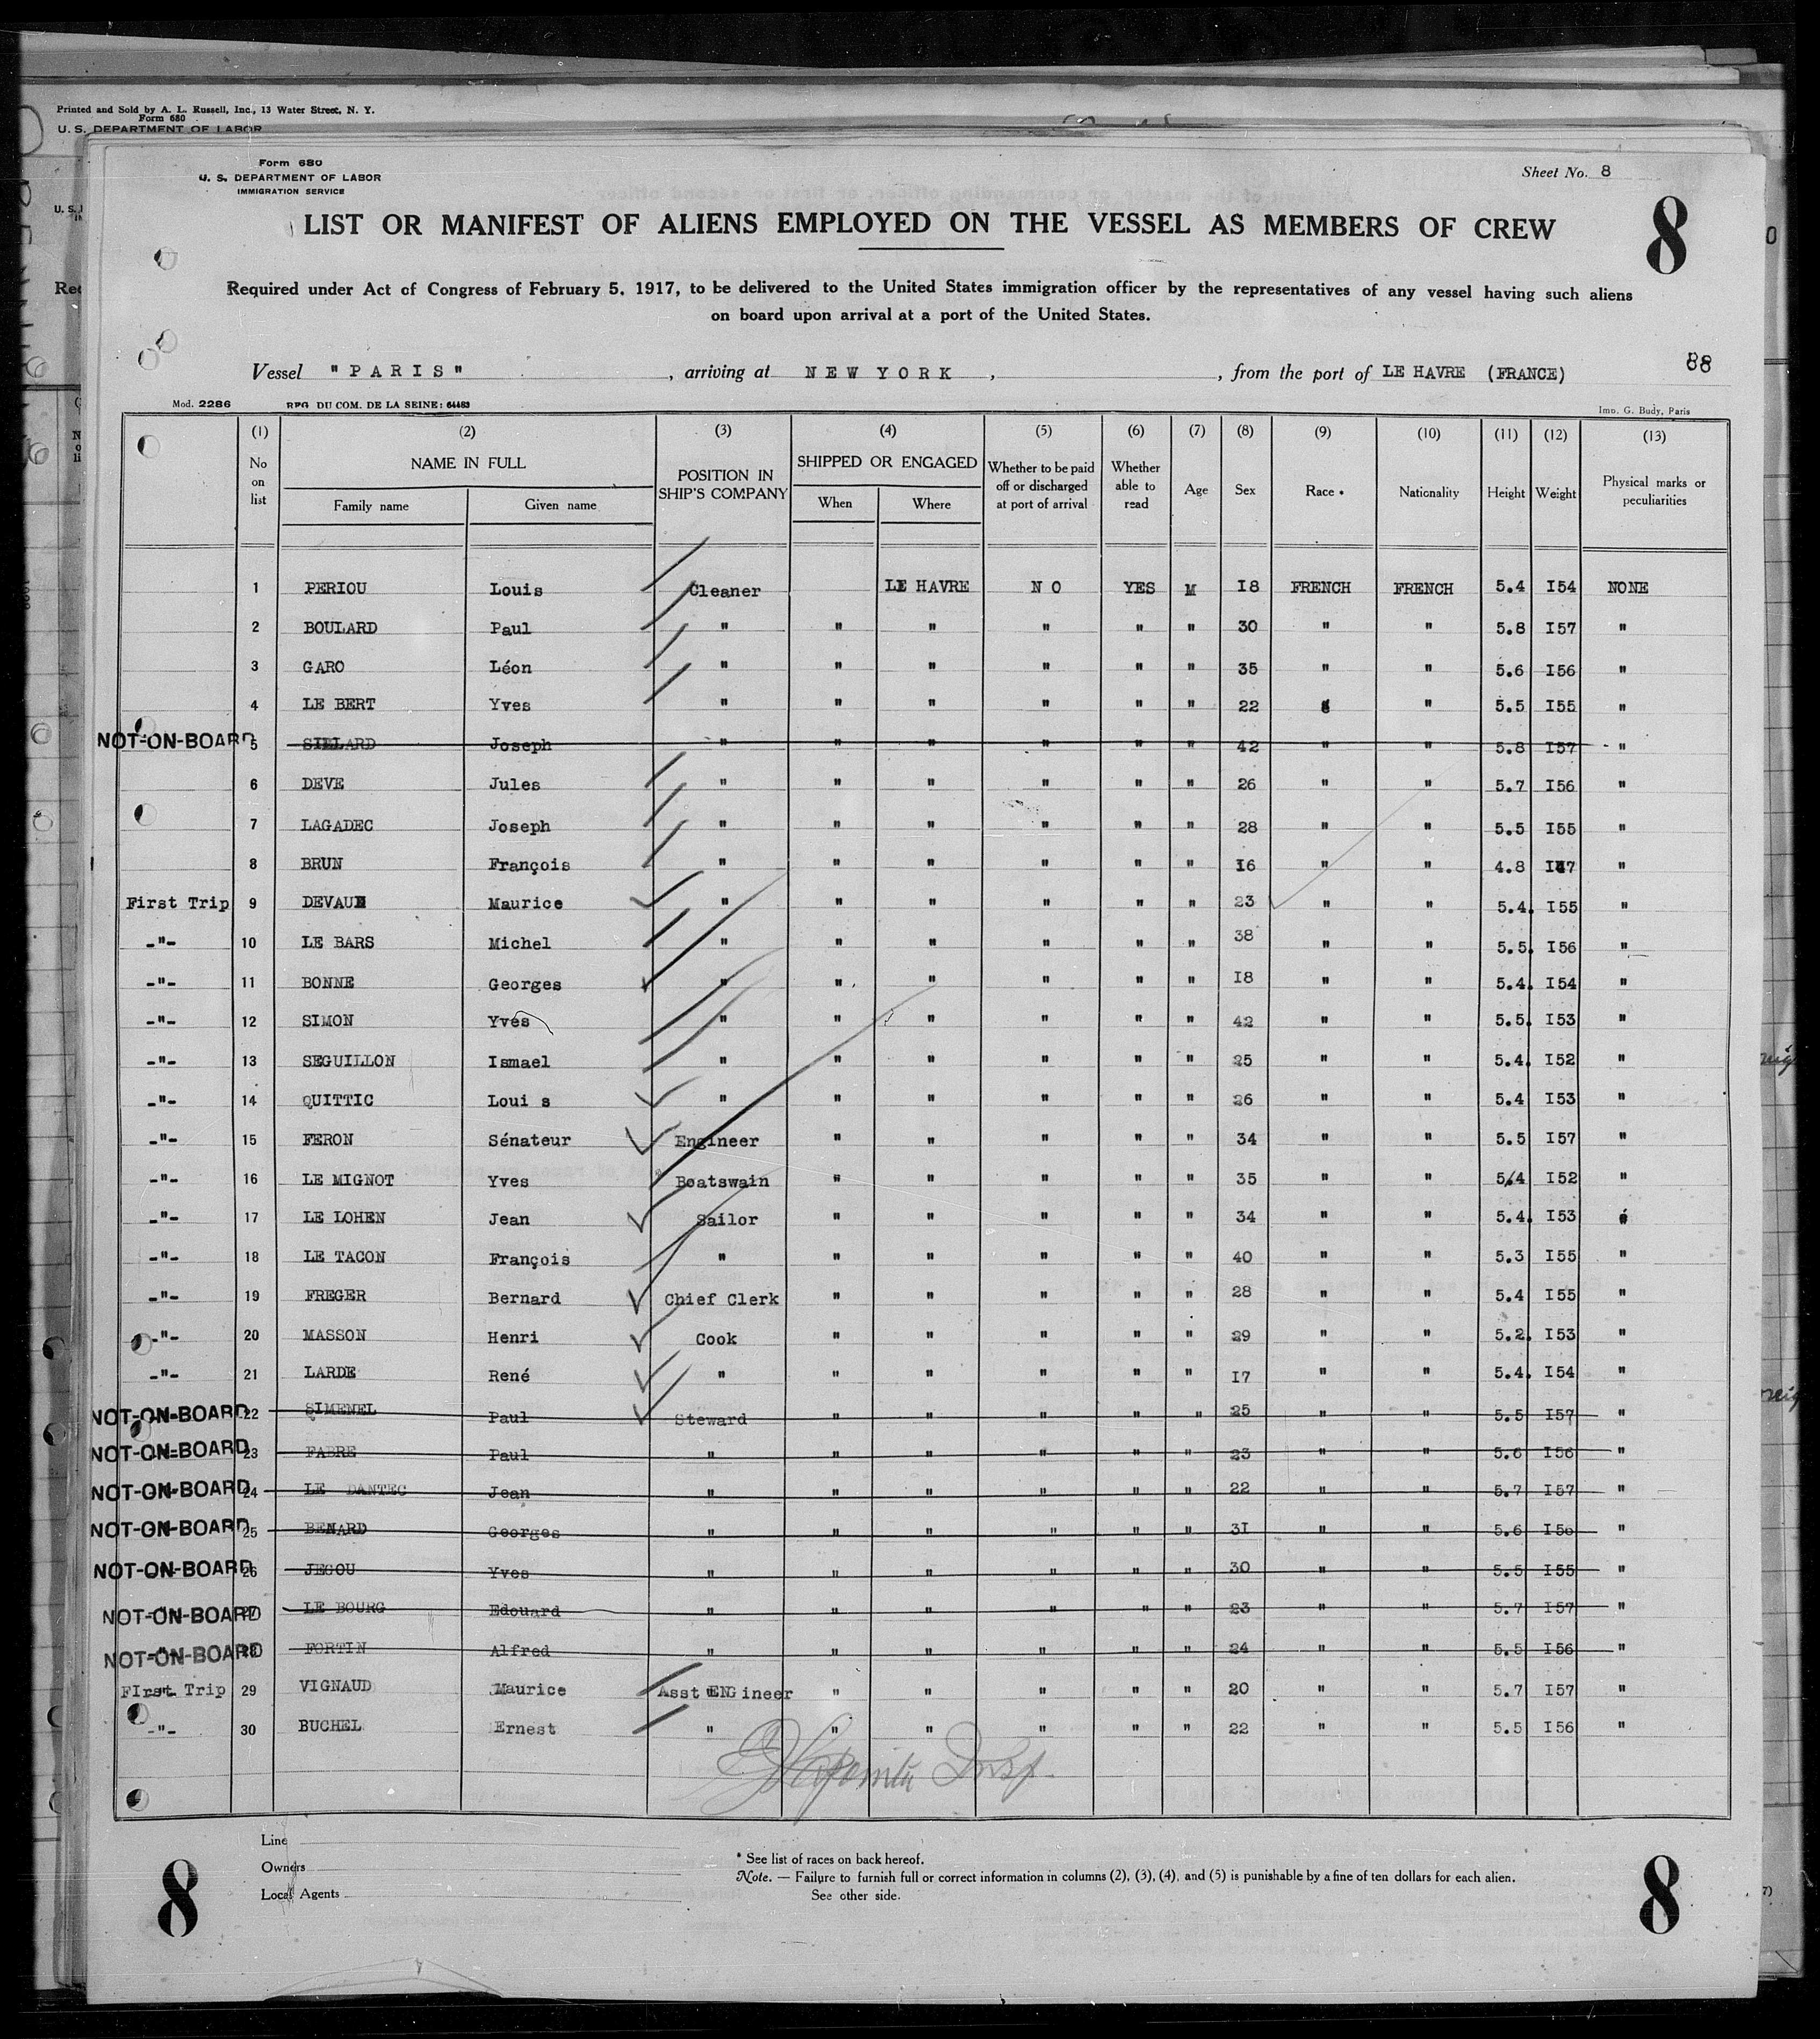 Printed and Sold by A. L. Russell, Inc., 13 Water Street, N. Y.
Form 680
U. S. DEPARTMENT OF LABOR
Form 680
U. S. DEPARTMENT OF LABOR
IMMIGRATION SERVICE
Sheet No. 8
LIST OR MANIFEST OF ALIENS EMPLOYED ON THE VESSEL AS MEMBERS OF CREW
8
Required under Act of Congress of February 5, 1917, to be delivered to the United States immigration officer by the representatives of any vessel having such aliens
on board upon arrival at a port of the United States.
Vessel "PARIS" , arriving at NEW YORK , , from the port of LE HAVRE (FRANCE)
88
Mod. 2286 REG DU COM. DE LA SEINE: 64483 Imp. G. Budy, Paris
(1) (2) (3) (4) (5) (6) (7) (8) (9) (10) (11) (12) (13)
No on list NAME IN FULL Family name Given name POSITION IN SHIP'S COMPANY SHIPPED OR ENGAGED When Where Whether to be paid off or discharged at port of arrival Whether able to read Age Sex Race * Nationality Height Weight Physical marks or peculiarities
1 PERIOU Louis Cleaner LE HAVRE NO YES M 18 FRENCH FRENCH 5.4 154 NONE
2 BOULARD Paul " " " " " " 30 " " 5.8 157 "
3 GARO Léon " " " " " " 35 " " 5.6 156 "
4 LE BERT Yves " " " " " " 22 " 5.5 155 "
NOT-ON-BOARD 5 SIELARD Joseph " " " " " " 42 " " 5.8 157 "
6 DEVE Jules " " " " " " 26 " " 5.7 156 "
7 LAGADEC Joseph " " " " " " 28 " " 5.5 155 "
8 BRUN François " " " " " " 16 " " 4.8 147 "
First Trip 9 DEVAUX Maurice " " " " " " 23 " " 5.4. 155 "
-"- 10 LE BARS Michel " " " " " " 38 " " 5.5. 156 "
-"- 11 BONNE Georges " " " " " " 18 " " 5.4. 154 "
-"- 12 SIMON Yves " " " " " " 42 " " 5.5. 153 "
-"- 13 SEGUILLON Ismael " " " " " " 25 " " 5.4. 152 "
-"- 14 QUITTIC Loui s " " " " " " 26 " " 5.4 153 "
-"- 15 FERON Sénateur Engineer " " " " " 34 " " 5.5 157 "
-"- 16 LE MIGNOT Yves Boatswain " " " " " 35 " " 5/4 152 "
-"- 17 LE LOHEN Jean Sailor " " " " " 34 " " 5.4. 153 "
-"- 18 LE TACON François " " " " " " 40 " " 5.3 155 "
-"- 19 FREGER Bernard Chief Clerk " " " " " 28 " " 5.4 155 "
-"- 20 MASSON Henri Cook " " " " " 29 " " 5.2. 153 "
-"- 21 LARDE René " " " " " " 17 " " 5.4. 154 "
NOT-ON-BOARD 22 SIMENEL Paul Steward " " " " " 25 " " 5.5 157 "
NOT-ON-BOARD 23 FABRE Paul " " " " " " 23 " " 5.6 156 "
NOT-ON-BOARD 24 LE DANTEC Jean " " " " " " 22 " " 5.7 157 "
NOT-ON-BOARD 25 BENARD Georges " " " " " " 31 " " 5.6 "
NOT-ON-BOARD 26 JEGOU Yves " " " " " " 30 " " 5.5 155 "
NOT-ON-BOARD 27 LE BOURG Edouard " " " " " " 23 " " 5.7 157 "
NOT-ON-BOARD FORTIN Alfred " " " " " " 24 " " 5.5 156 "
First Trip 29 VIGNAUD Maurice Asst ENGineer " " " " " 20 " " 5.7 157 "
-"- 30 BUCHEL Ernest " " " " " " 22 " " 5.5 156 "
Insp.
Line
Owners
Local Agents
* See list of races on back hereof.
Note. — Failure to furnish full or correct information in columns (2), (3), (4), and (5) is punishable by a fine of ten dollars for each alien.
See other side.
8
8